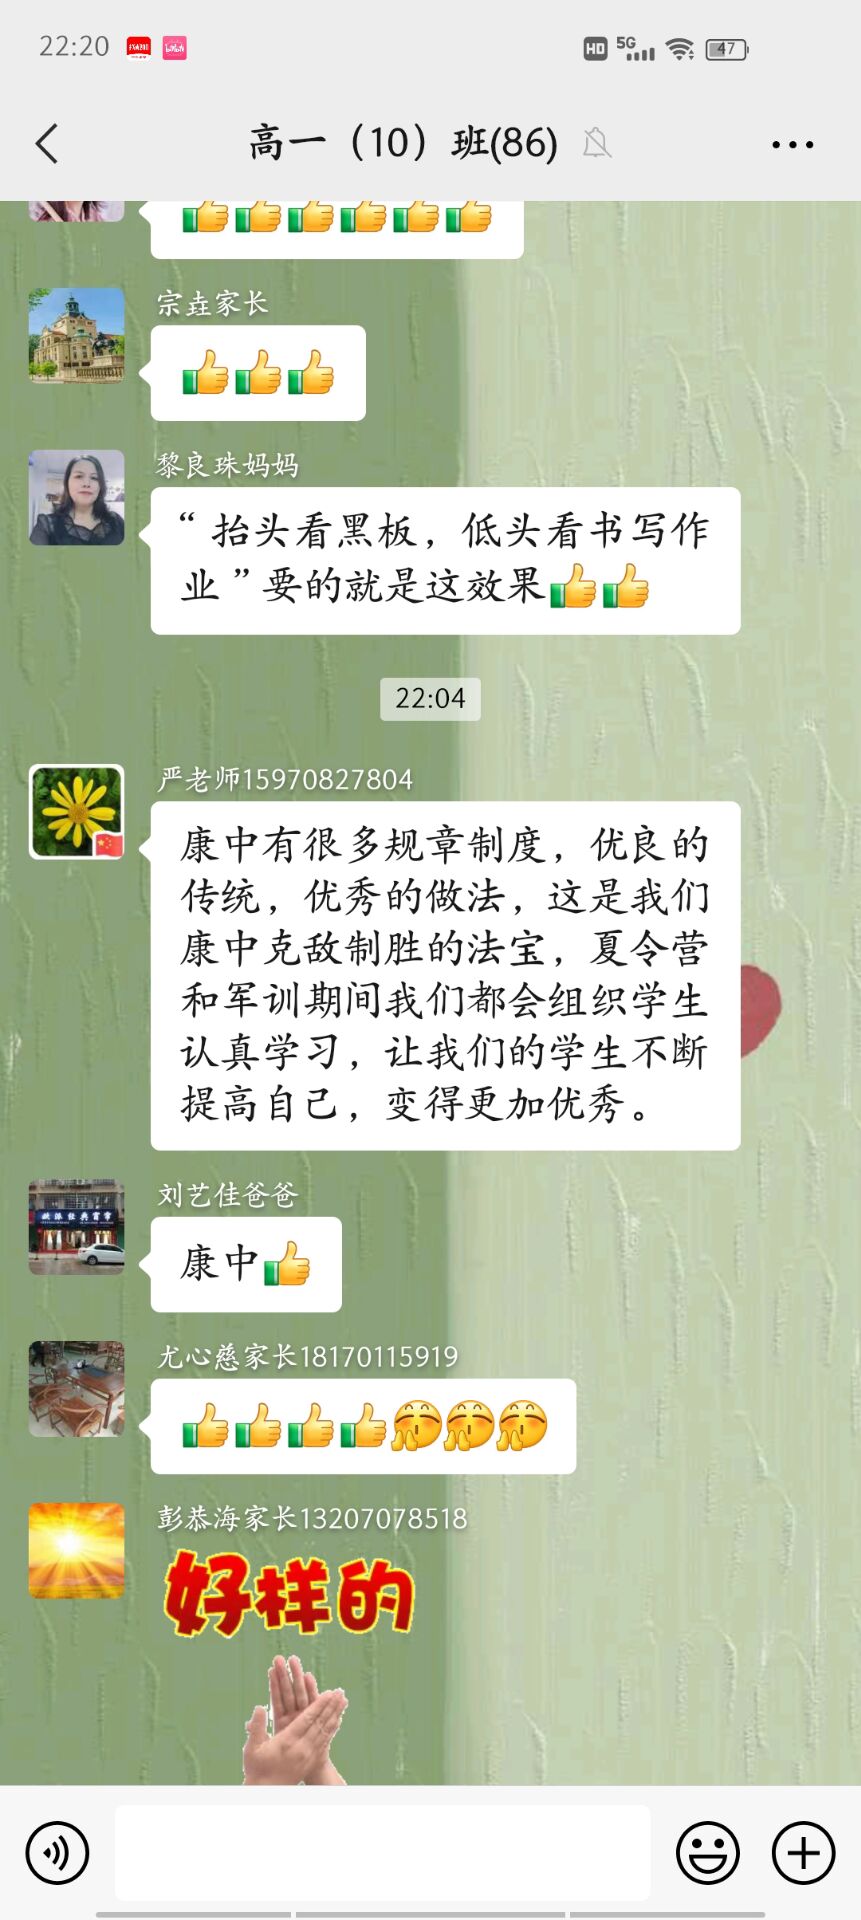 22:20
HD 5G 47
高一（10）班(86)
宗垚家长
黎良珠妈妈
“抬头看黑板，低头看书写作
业”要的就是这效果
22:04
严老师15970827804
康中有很多规章制度，优良的
传统，优秀的做法，这是我们
康中克敌制胜的法宝，夏令营
和军训期间我们都会组织学生
认真学习，让我们的学生不断
提高自己，变得更加优秀。
刘艺佳爸爸
康中
尤心慈家长18170115919
彭恭海家长13207078518
好样的